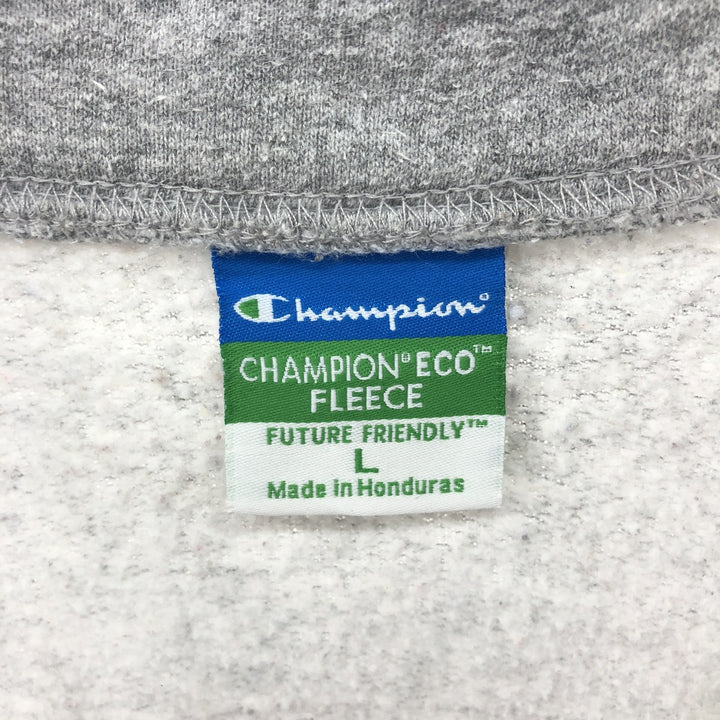 Champion®
CHAMPION® ECO™
FLEECE
FUTURE FRIENDLY™
L
Made in Honduras